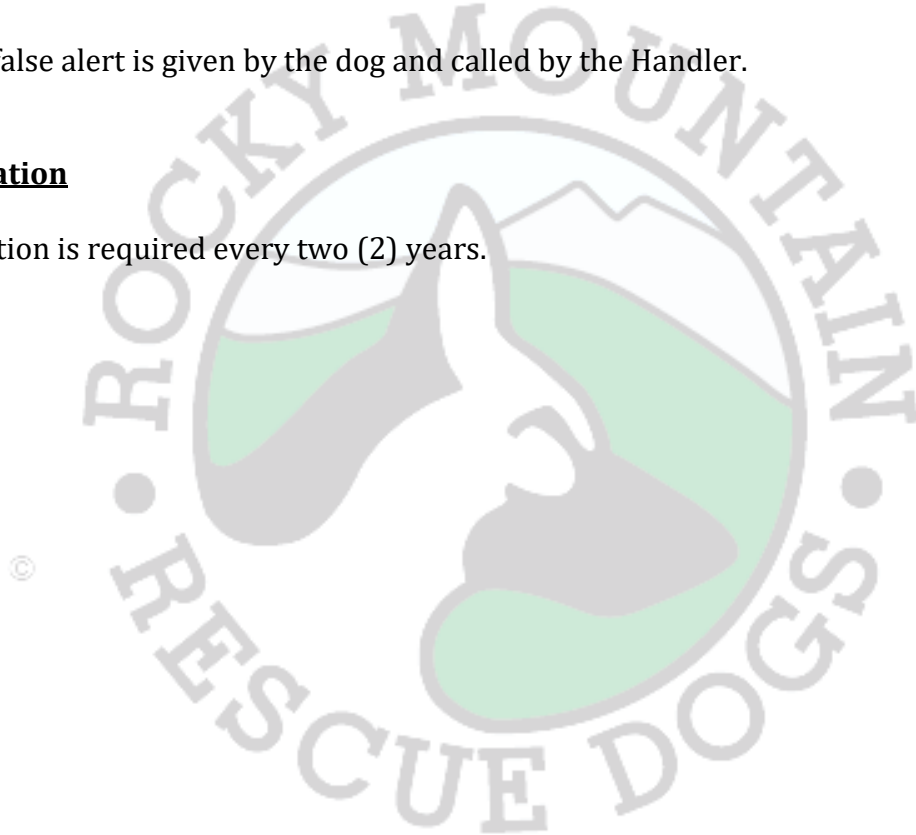 false alert is given by the dog and called by the Handler.
ation
tion is required every two (2) years.
ROCKY MOUNTAIN
RESCUE DOGS
©